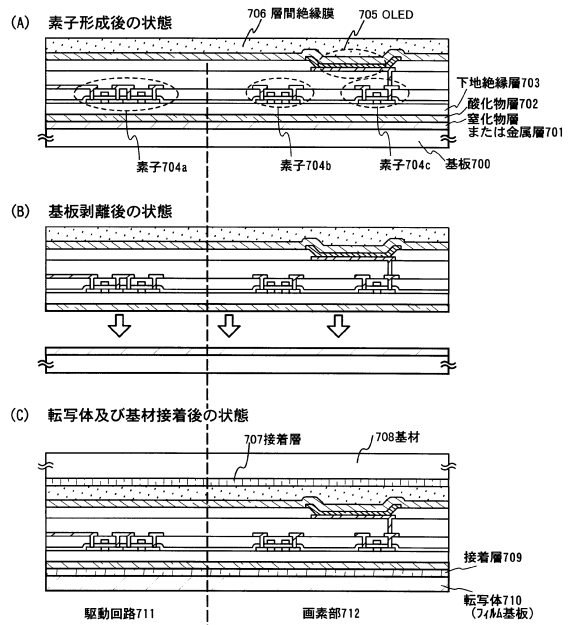 (A) 素子形成後の状態
706 層間絶縁膜
705 OLED
下地絶縁層703
酸化物層702
窒化物層
または金属層701
素子704a
素子704b
素子704c
基板700
(B) 基板剥離後の状態
(C) 転写体及び基材接着後の状態
707接着層
708基材
接着層709
転写体710
(フィルム基板)
駆動回路711
画素部712